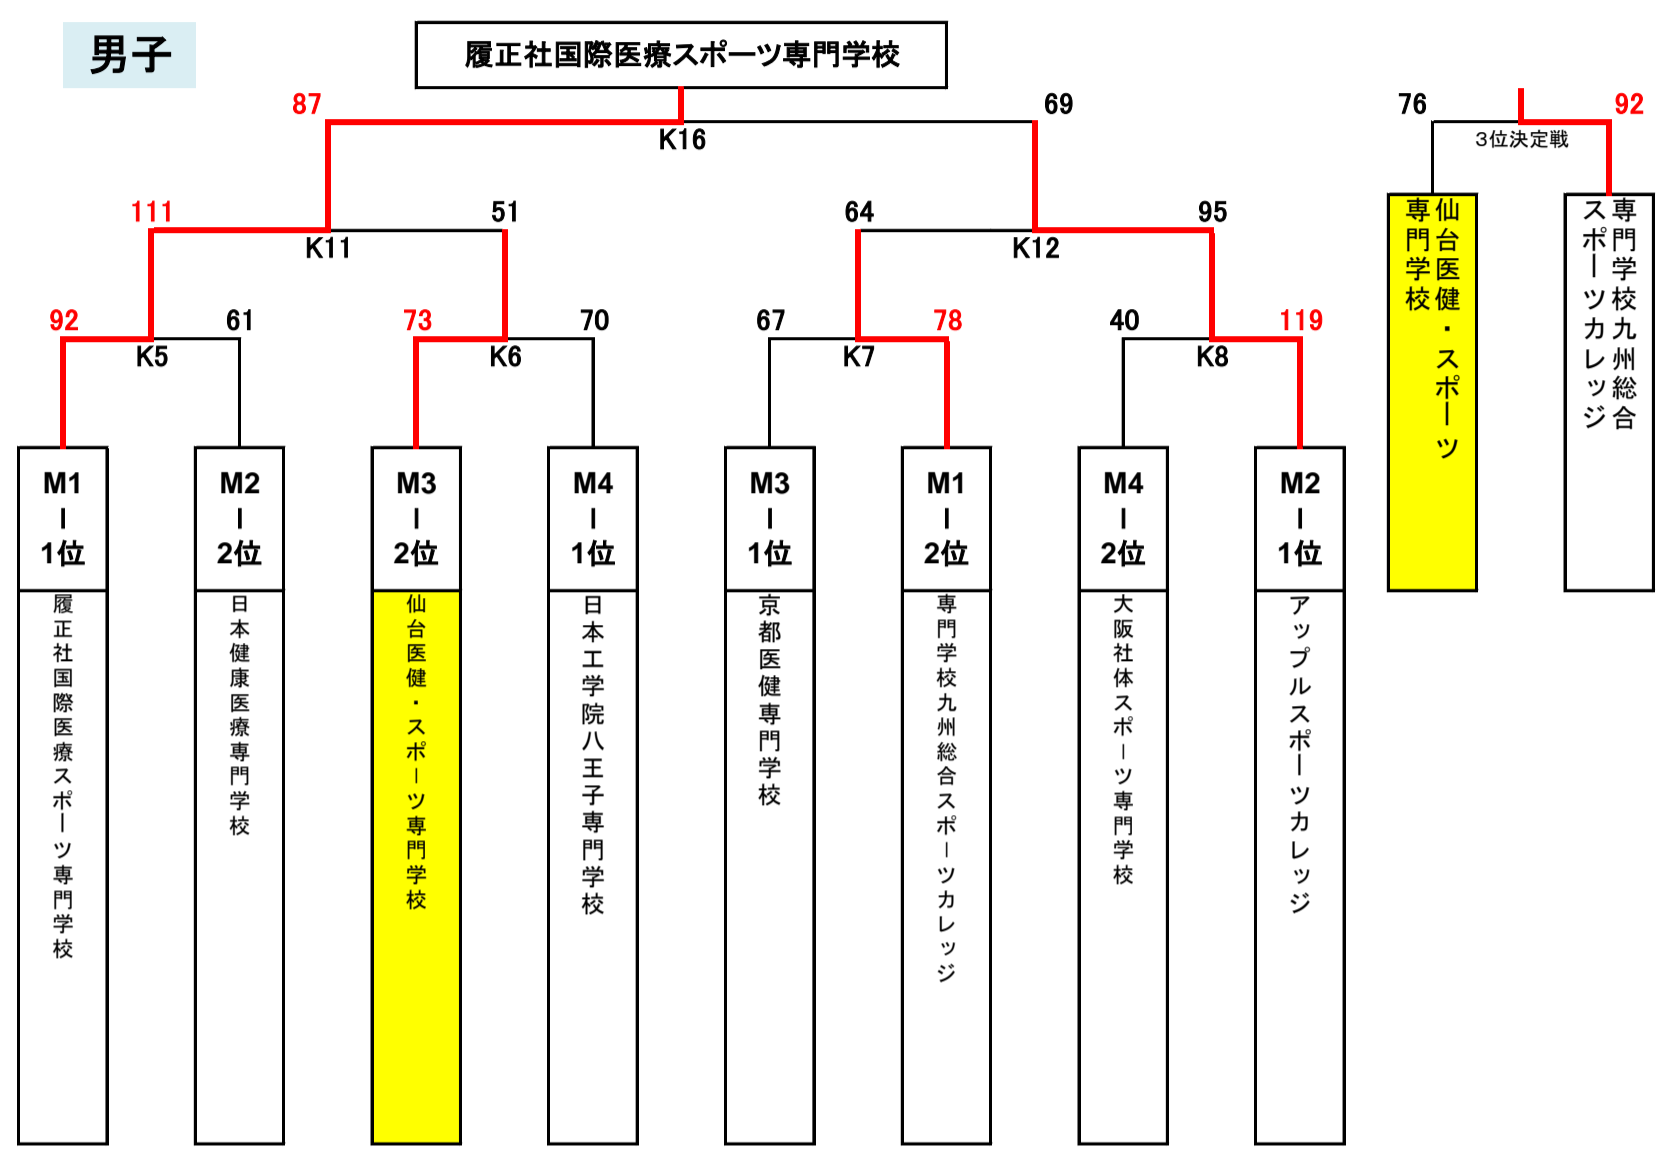 男子
履正社国際医療スポーツ専門学校
87
69
K16
76
92
3位決定戦
111
51
K11
64
95
K12
92
61
K5
73
70
K6
67
78
K7
40
119
K8
仙台医健・スポーツ
専門学校
専門学校九州総合
スポーツカレッジ
M1
ー
1位
履正社国際医療スポーツ専門学校
M2
ー
2位
日本健康医療専門学校
M3
ー
2位
仙台医健・スポーツ専門学校
M4
ー
1位
日本工学院八王子専門学校
M3
ー
1位
京都医健専門学校
M1
ー
2位
専門学校九州総合スポーツカレッジ
M4
ー
2位
大阪社体スポーツ専門学校
M2
ー
1位
アップルスポーツカレッジ